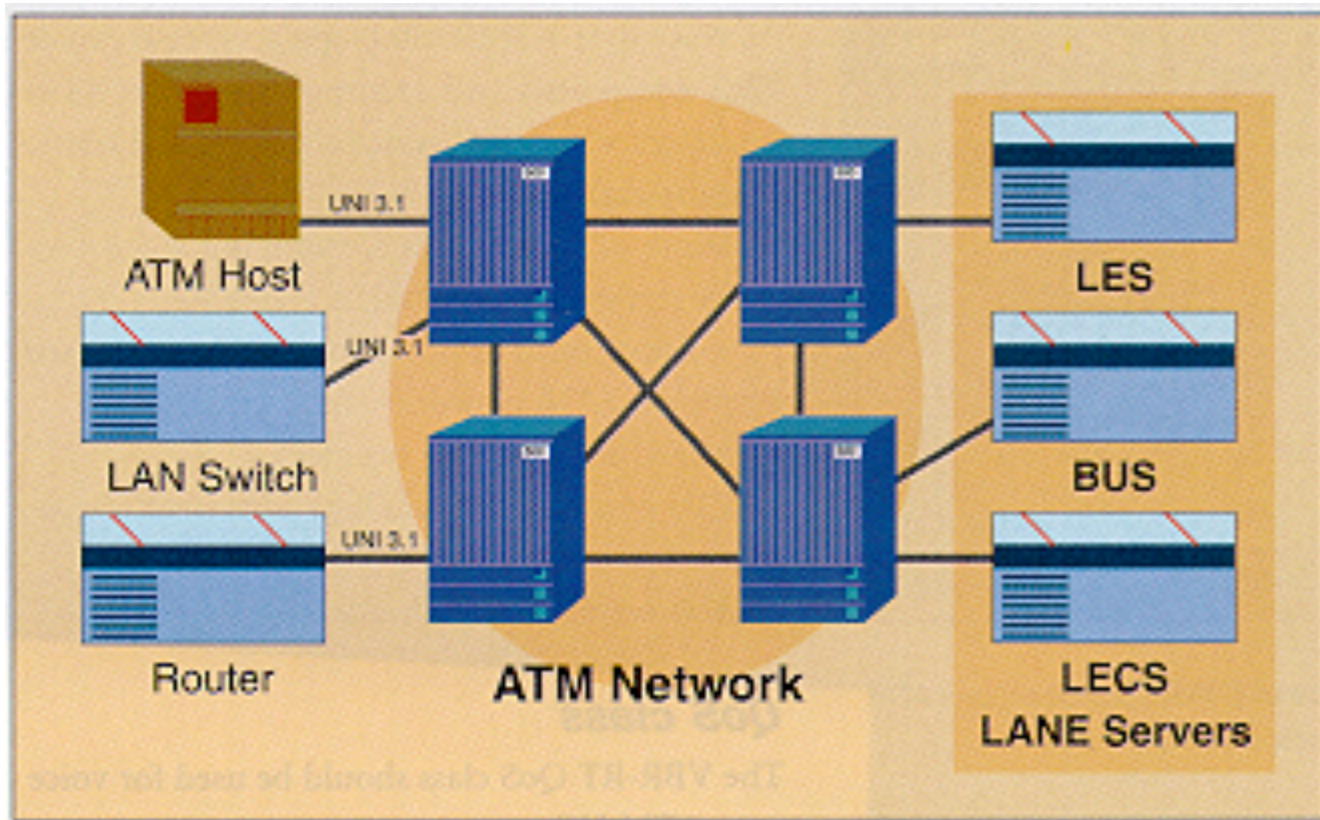 UNI 3.1
ATM Host
UNI 3.1
LAN Switch
UNI 3.1
Router
ATM Network
LES
BUS
LECS
LANE Servers
QoS class
The VBR-RT QoS class should be used for voice